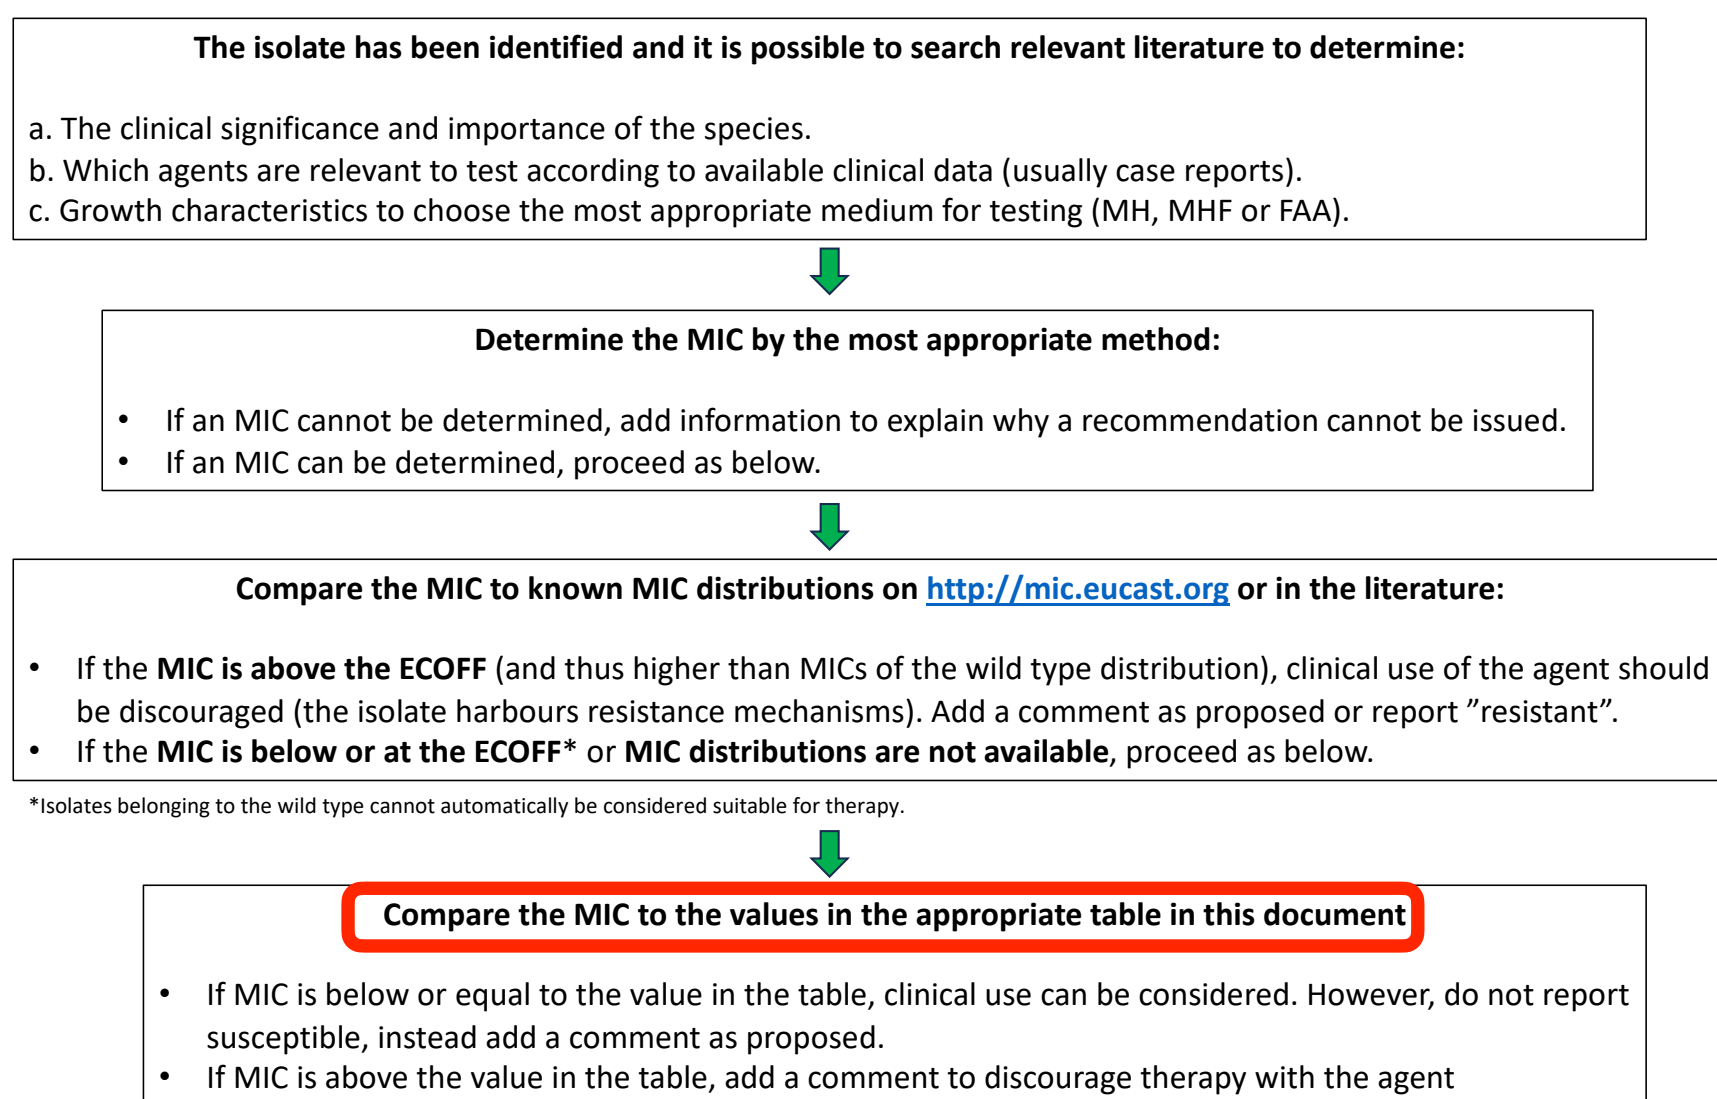 The isolate has been identified and it is possible to search relevant literature to determine:
a. The clinical significance and importance of the species.
b. Which agents are relevant to test according to available clinical data (usually case reports).
c. Growth characteristics to choose the most appropriate medium for testing (MH, MHF or FAA).
Determine the MIC by the most appropriate method:
• If an MIC cannot be determined, add information to explain why a recommendation cannot be issued.
• If an MIC can be determined, proceed as below.
Compare the MIC to known MIC distributions on http://mic.eucast.org or in the literature:
• If the MIC is above the ECOFF (and thus higher than MICs of the wild type distribution), clinical use of the agent should
be discouraged (the isolate harbours resistance mechanisms). Add a comment as proposed or report ”resistant”.
• If the MIC is below or at the ECOFF* or MIC distributions are not available, proceed as below.
*Isolates belonging to the wild type cannot automatically be considered suitable for therapy.
Compare the MIC to the values in the appropriate table in this document
• If MIC is below or equal to the value in the table, clinical use can be considered. However, do not report
susceptible, instead add a comment as proposed.
• If MIC is above the value in the table, add a comment to discourage therapy with the agent